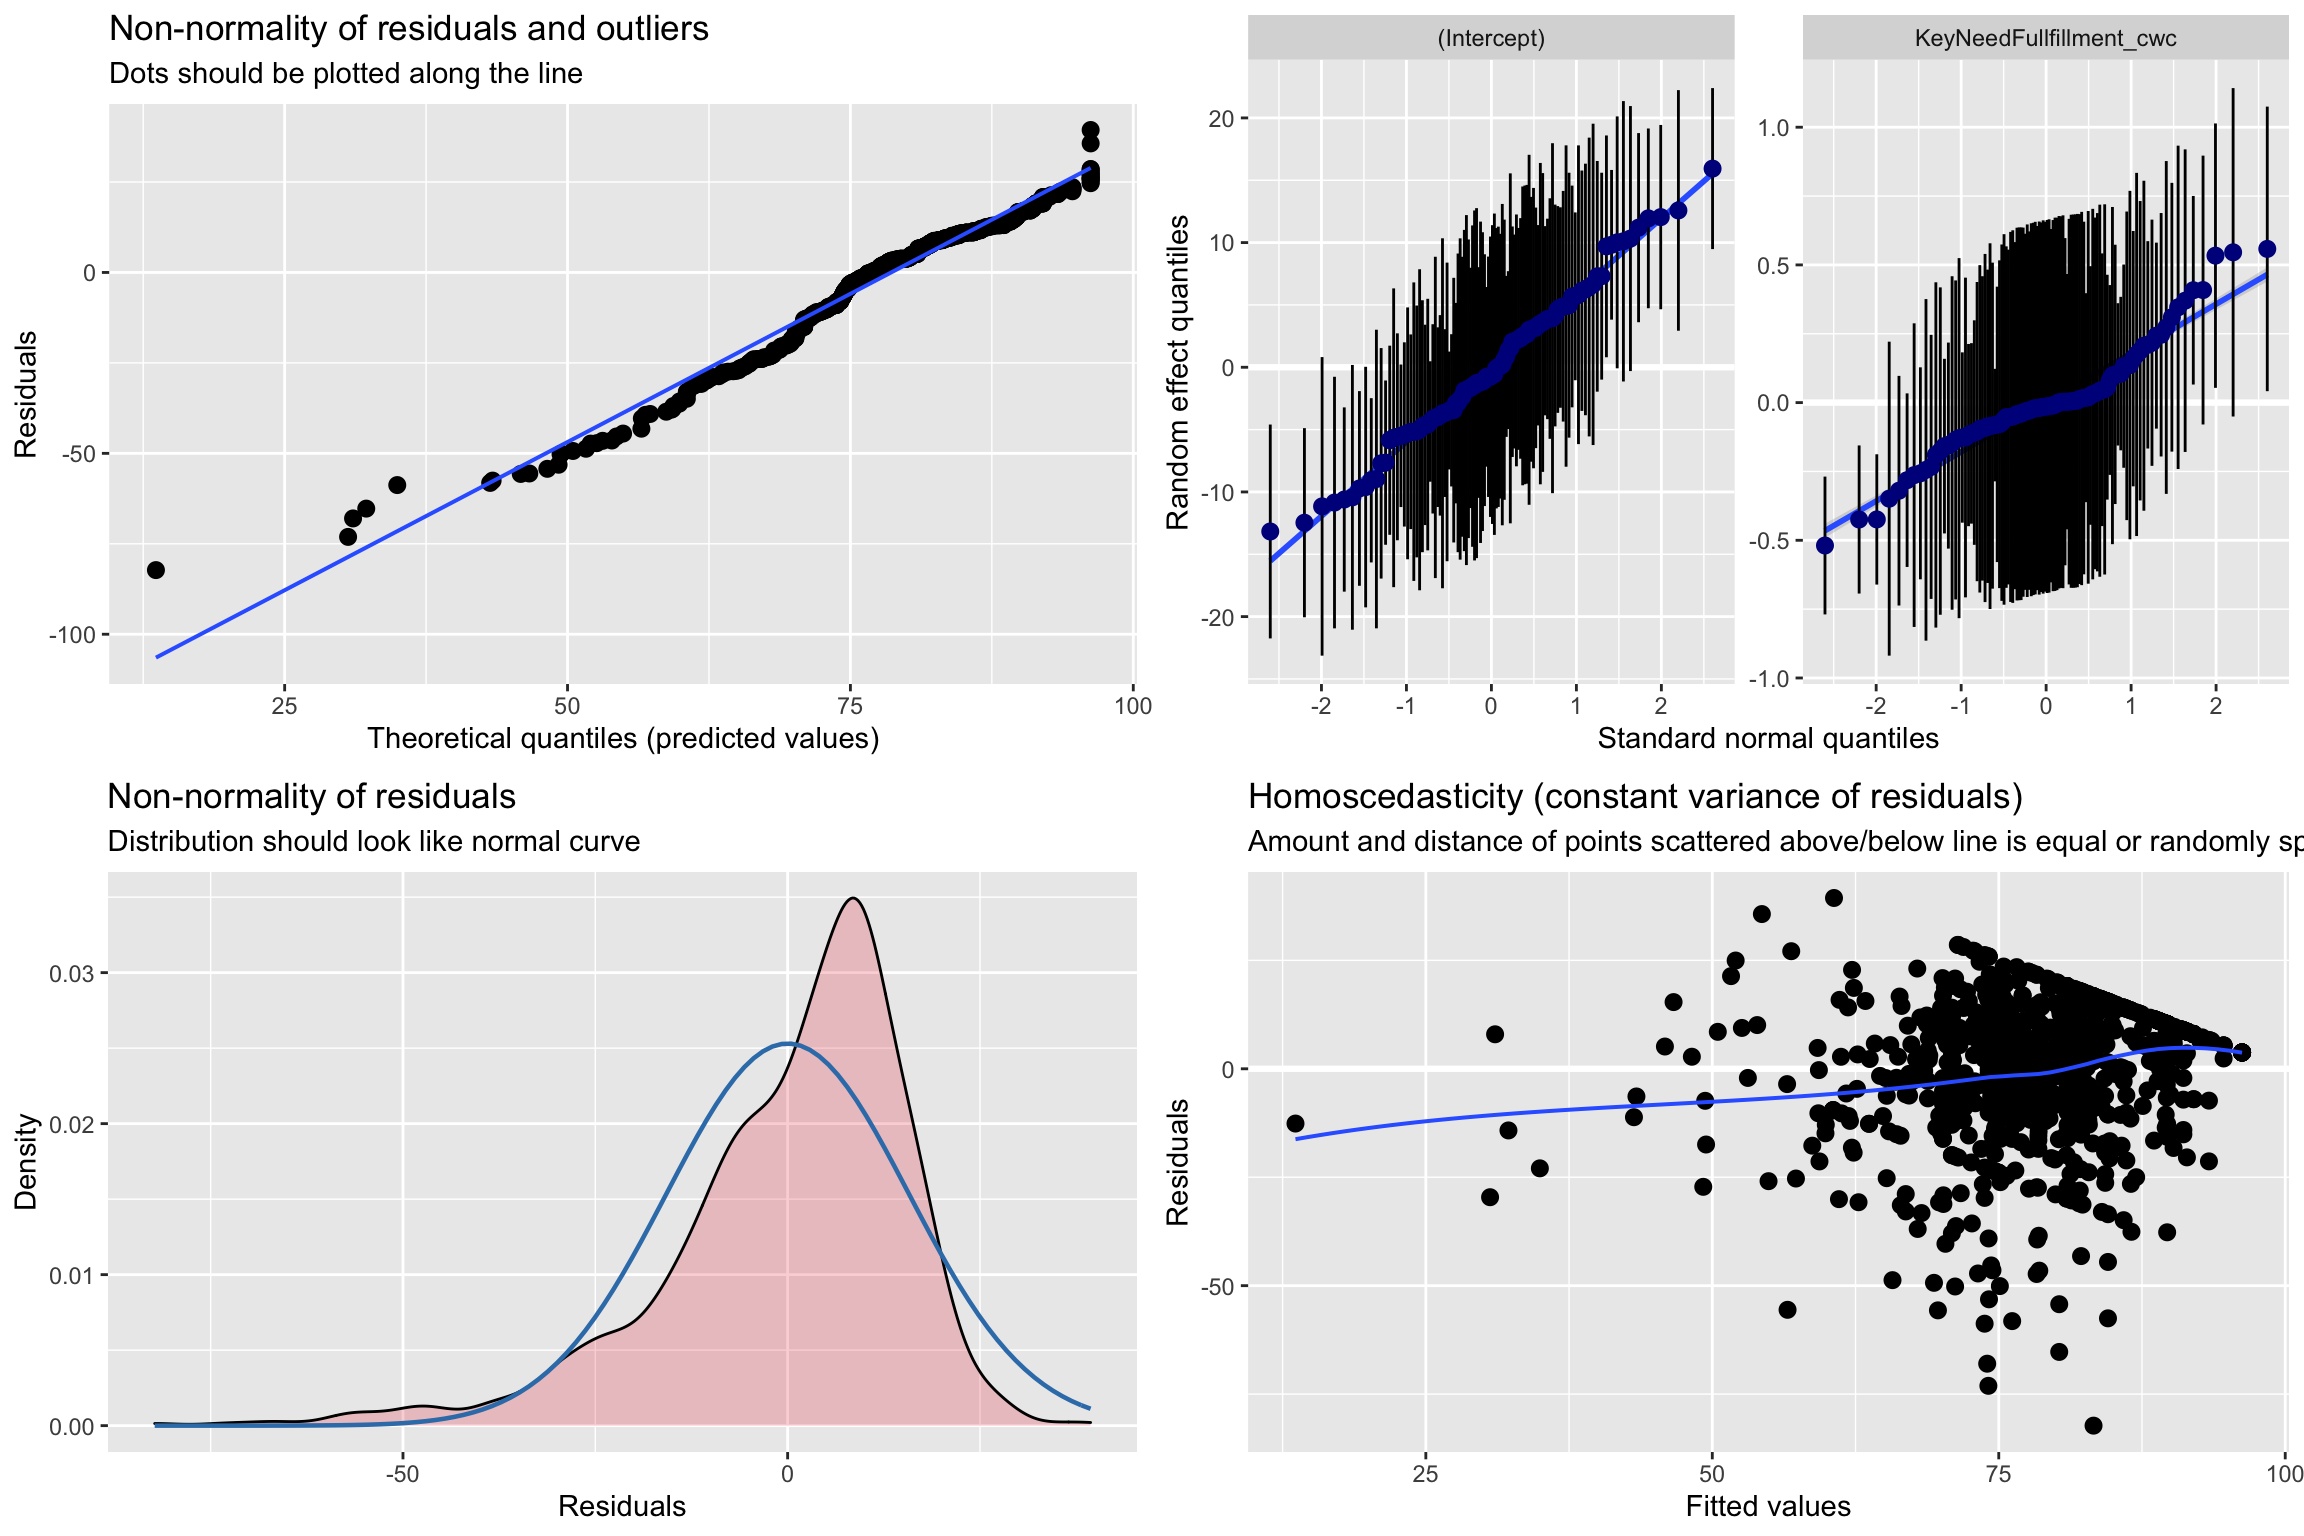 Non-normality of residuals and outliers
Dots should be plotted along the line
0
-50
-100
Residuals
25 50 75 100
Theoretical quantiles (predicted values)
(Intercept)
KeyNeedFullfillment_cwc
20
10
0
-10
-20
Random effect quantiles
1.0
0.5
0.0
-0.5
-1.0
-2 -1 0 1 2
-2 -1 0 1 2
Standard normal quantiles
Non-normality of residuals
Distribution should look like normal curve
0.03
0.02
0.01
0.00
Density
-50 0
Residuals
Homoscedasticity (constant variance of residuals)
Amount and distance of points scattered above/below line is equal or randomly sp
0
-50
Residuals
25 50 75 100
Fitted values